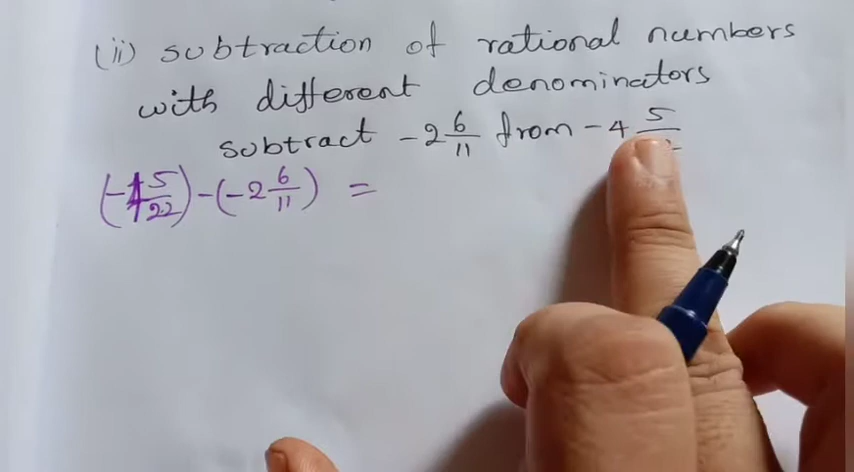 (ii) subtraction of rational numbers
with different denominators
subtract -2 6/11 from -4 5/
(-4 5/22) - (-2 6/11) =